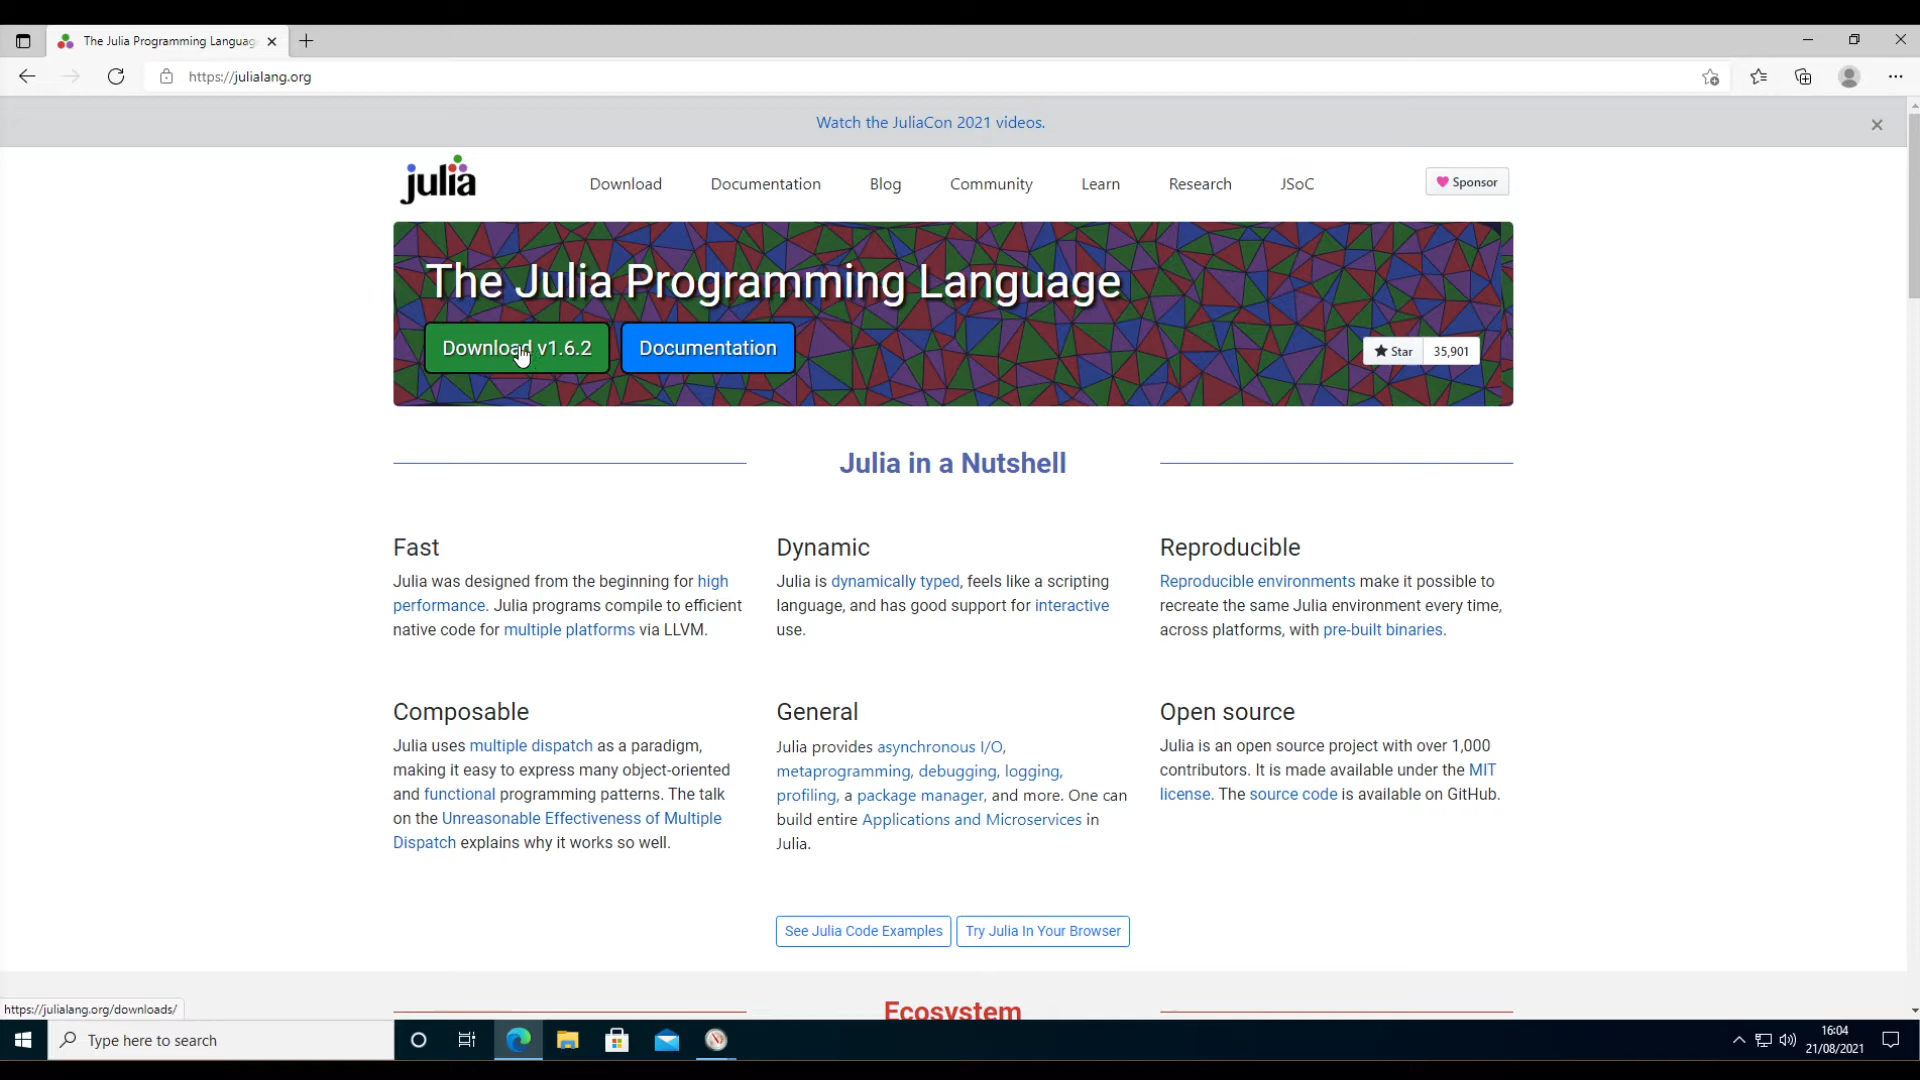 The Julia Programming Languag
https://julialang.org
Watch the JuliaCon 2021 videos.
julia
Download
Documentation
Blog
Community
Learn
Research
JSoC
Sponsor
The Julia Programming Language
Download v1.6.2
Documentation
Star
35,901
Julia in a Nutshell
Fast
Julia was designed from the beginning for high
performance. Julia programs compile to efficient
native code for multiple platforms via LLVM.
Dynamic
Julia is dynamically typed, feels like a scripting
language, and has good support for interactive
use.
Reproducible
Reproducible environments make it possible to
recreate the same Julia environment every time,
across platforms, with pre-built binaries.
Composable
Julia uses multiple dispatch as a paradigm,
making it easy to express many object-oriented
and functional programming patterns. The talk
on the Unreasonable Effectiveness of Multiple
Dispatch explains why it works so well.
General
Julia provides asynchronous I/O,
metaprogramming, debugging, logging,
profiling, a package manager, and more. One can
build entire Applications and Microservices in
Julia.
Open source
Julia is an open source project with over 1,000
contributors. It is made available under the MIT
license. The source code is available on GitHub.
See Julia Code Examples
Try Julia In Your Browser
Ecosystem
https://julialang.org/downloads/
Type here to search
16:04
21/08/2021